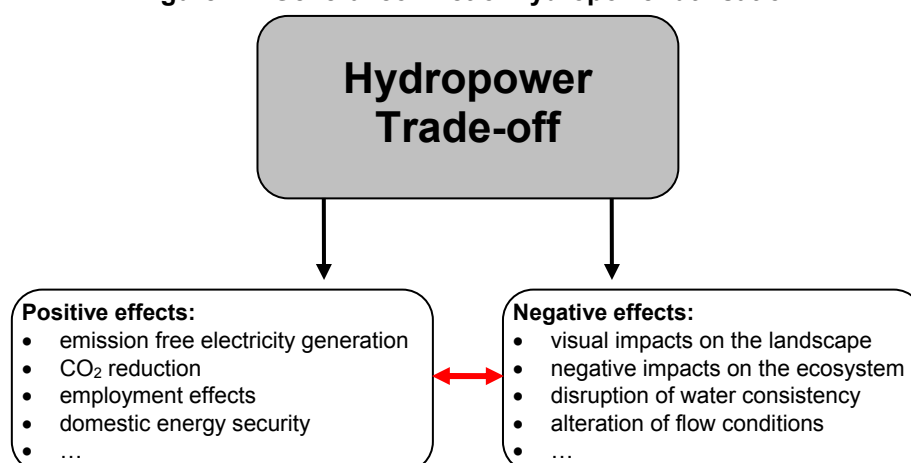 Hydropower
Trade-off
Positive effects:
• emission free electricity generation
• CO₂ reduction
• employment effects
• domestic energy security
• …
Negative effects:
• visual impacts on the landscape
• negative impacts on the ecosystem
• disruption of water consistency
• alteration of flow conditions
• …